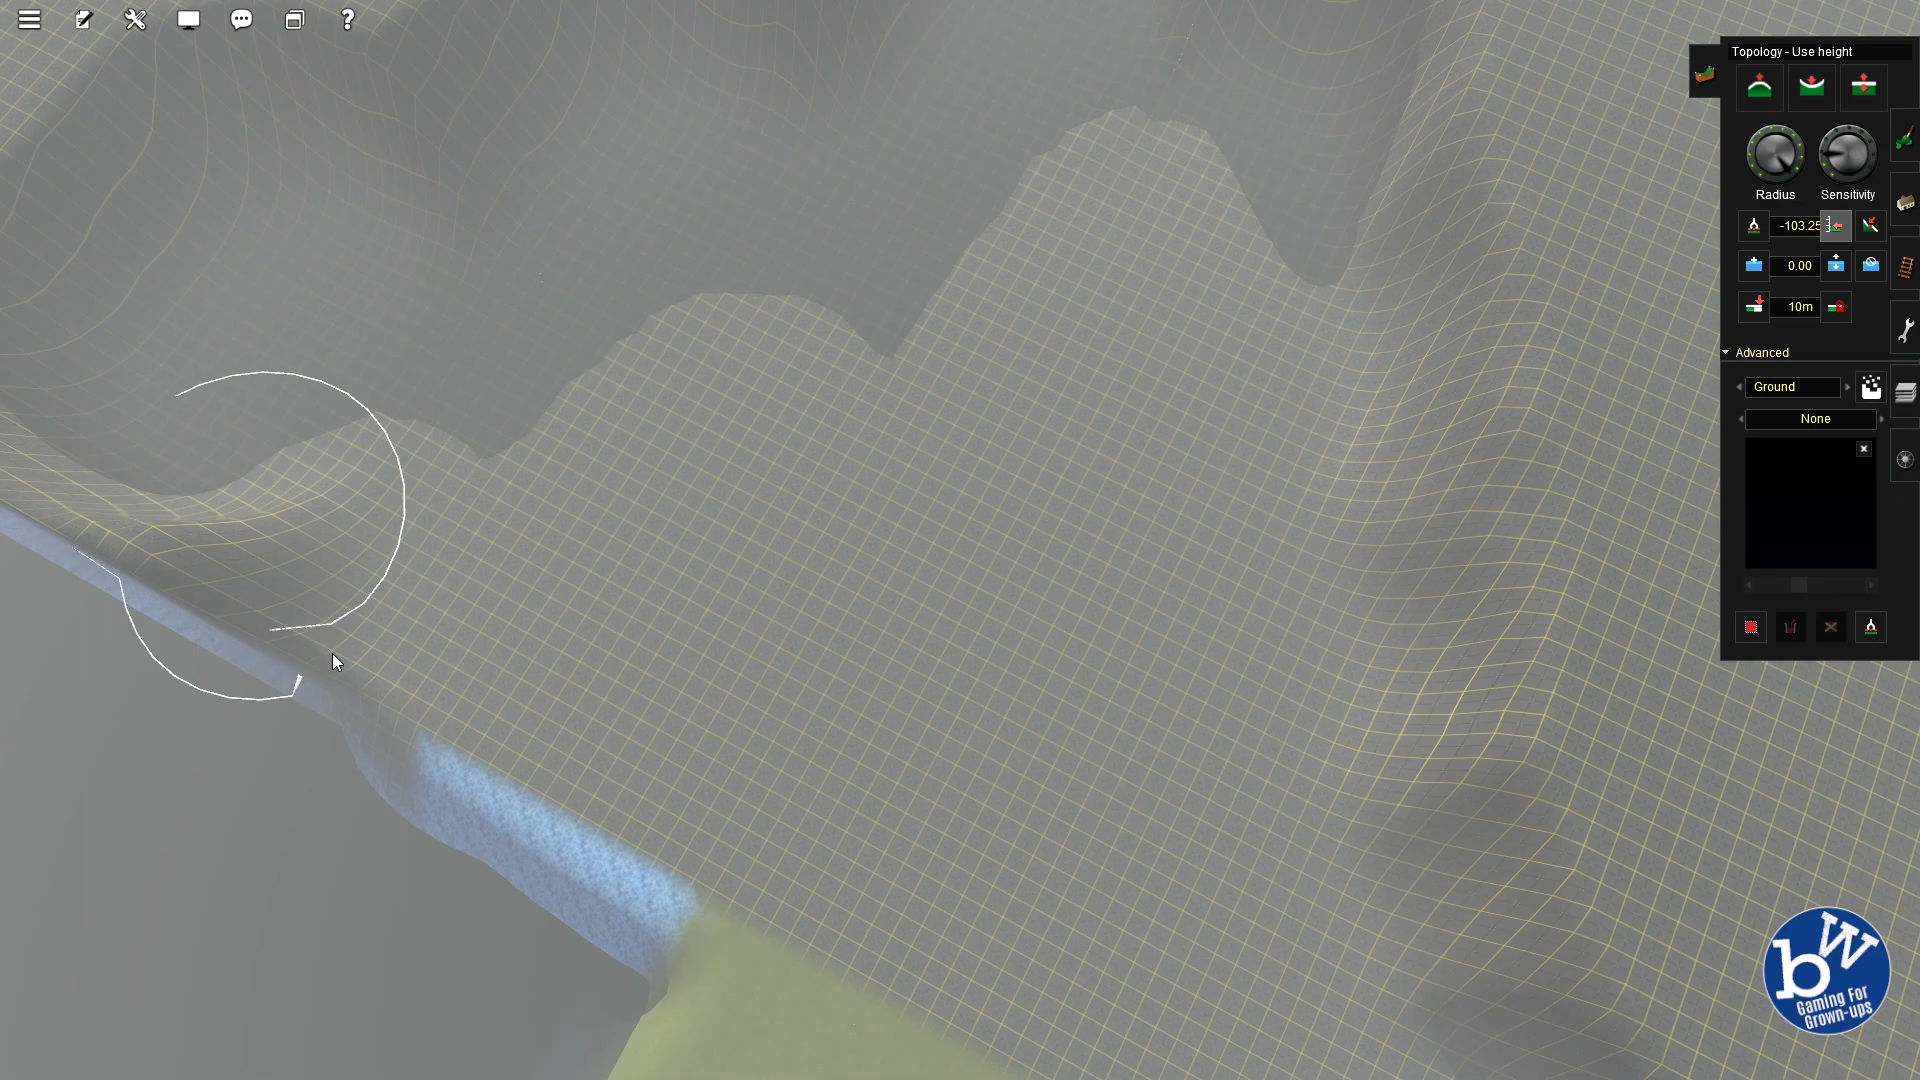 Topology - Use height
Radius
Sensitivity
-103.25
0.00
10m
Advanced
Ground
None
bw
Gaming For
Grown-ups